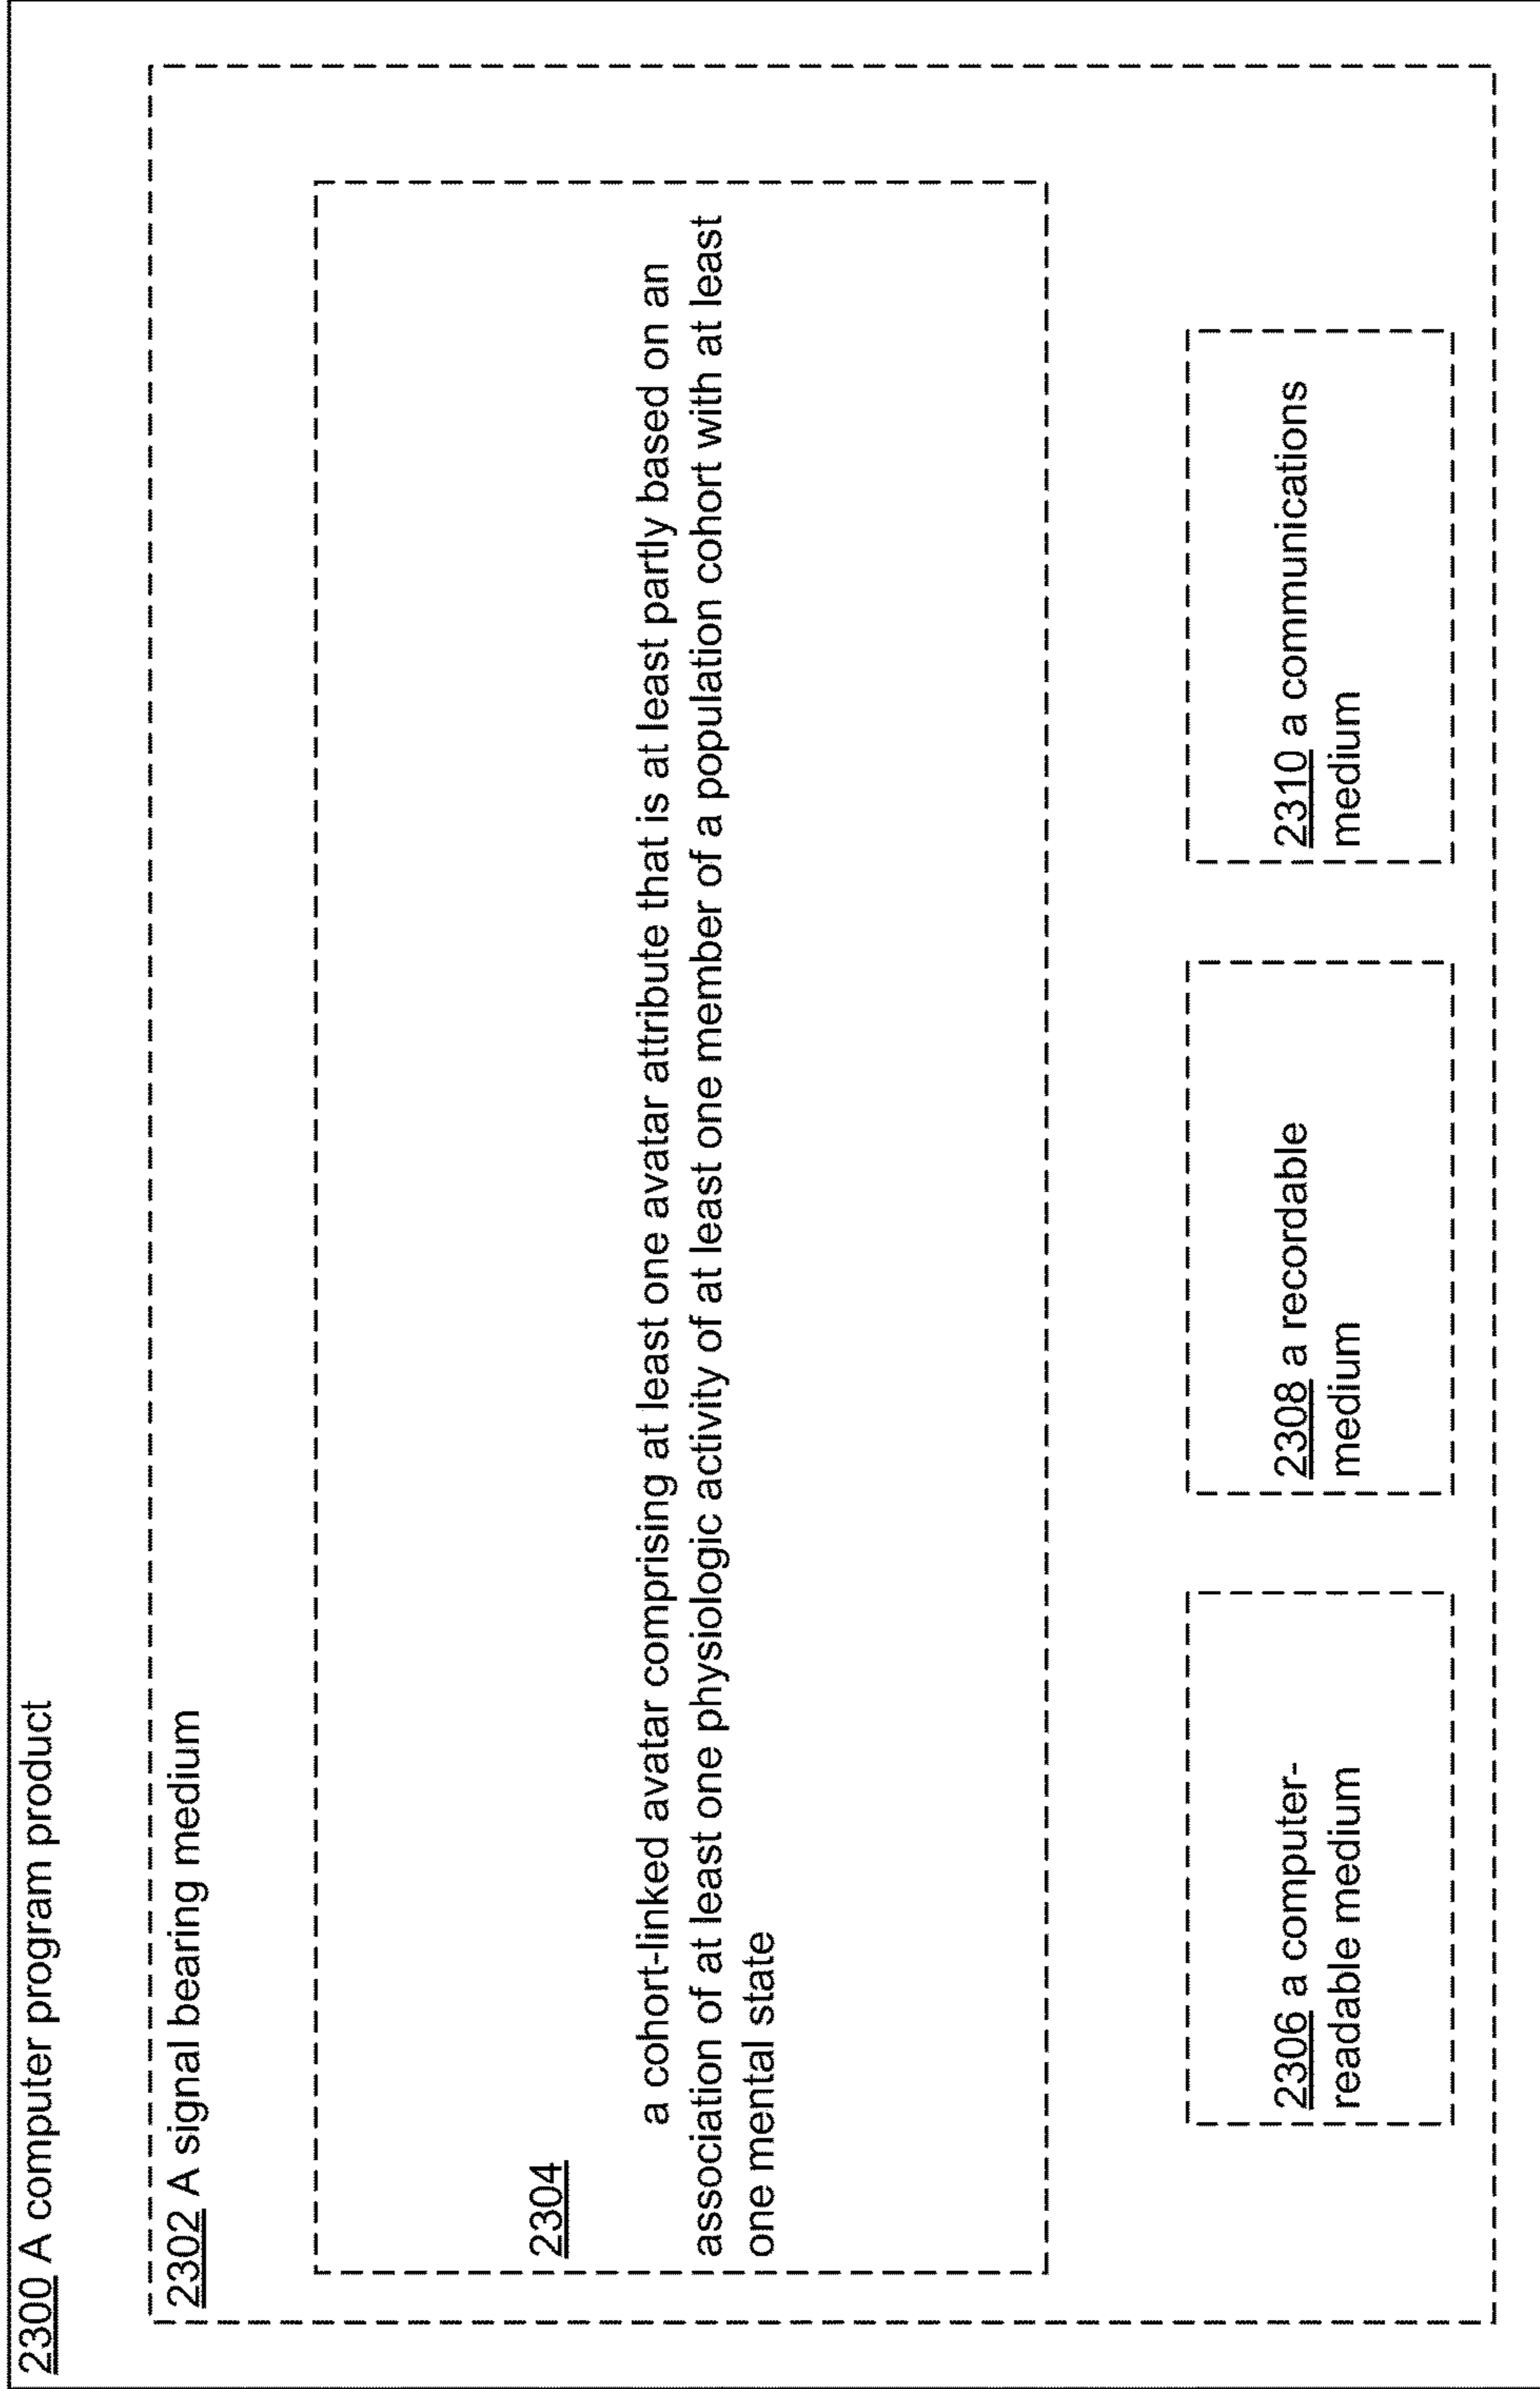 2300 A computer program product
2302 A signal bearing medium
2304
a cohort-linked avatar comprising at least one avatar attribute that is at least partly based on an
association of at least one physiologic activity of at least one member of a population cohort with at least
one mental state
2306 a computer-
readable medium
2308 a recordable
medium
2310 a communications
medium